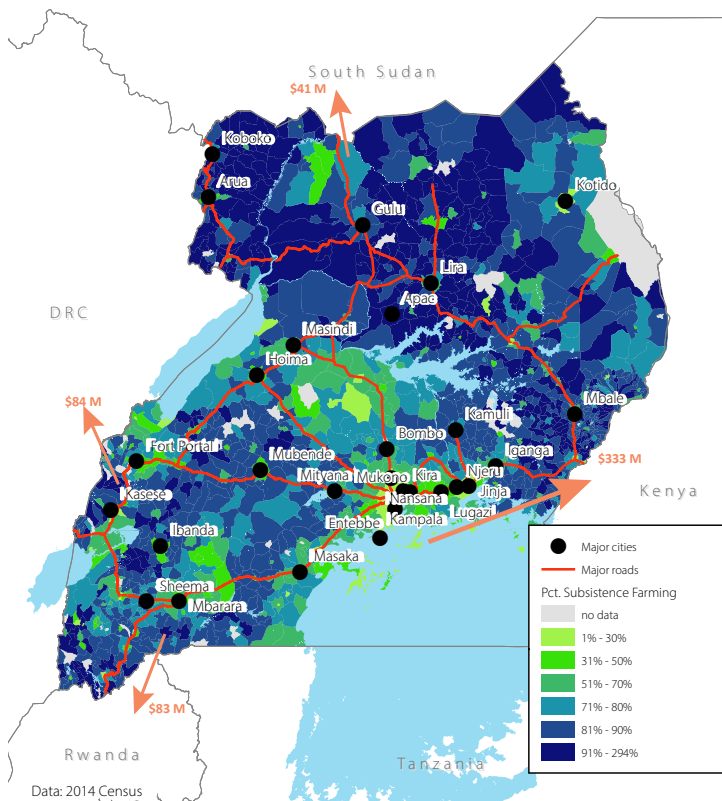 South Sudan
$41 M
Koboko
Arua
Kotido
Gulu
Lira
DRC
Apac
Masindi
Hoima
$84 M
Kamuli
Mbale
Bombo
Fort Portal
Iganga
Mubende
$333 M
Mityana
Mukono
Kira
Njeru
Kenya
Kasese
Nansana
Jinja
Lugazi
Kampala
Entebbe
Ibanda
Masaka
Sheema
Mbarara
$83 M
Rwanda
Tanzania
Major cities
Major roads
Pct. Subsistence Farming
no data
1% - 30%
31% - 50%
51% - 70%
71% - 80%
81% - 90%
91% - 294%
Data: 2014 Census